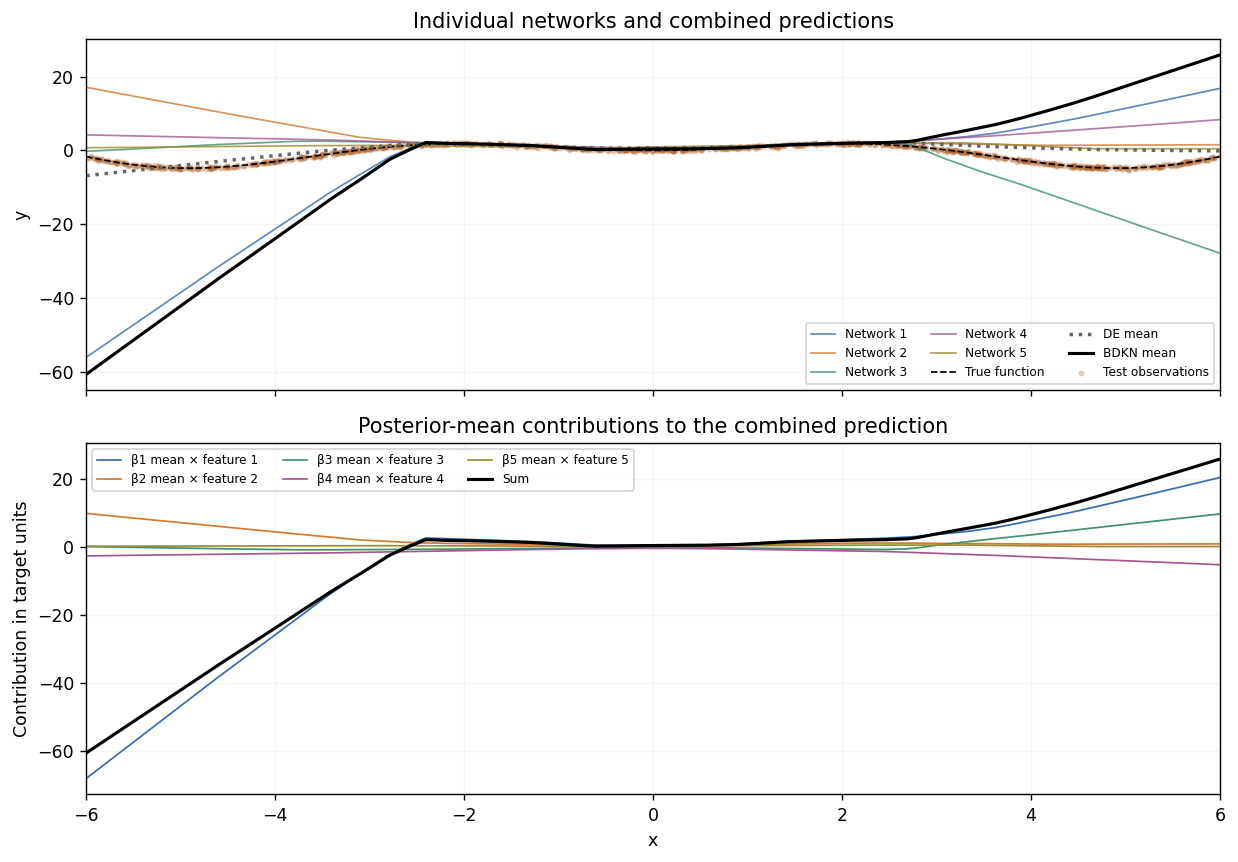 Individual networks and combined predictions
20
0
−20
−40
−60
y
Network 1
Network 2
Network 3
Network 4
Network 5
True function
DE mean
BDKN mean
Test observations
Posterior-mean contributions to the combined prediction
β1 mean × feature 1
β2 mean × feature 2
β3 mean × feature 3
β4 mean × feature 4
β5 mean × feature 5
Sum
20
0
−20
−40
−60
Contribution in target units
−6
−4
−2
0
2
4
6
x